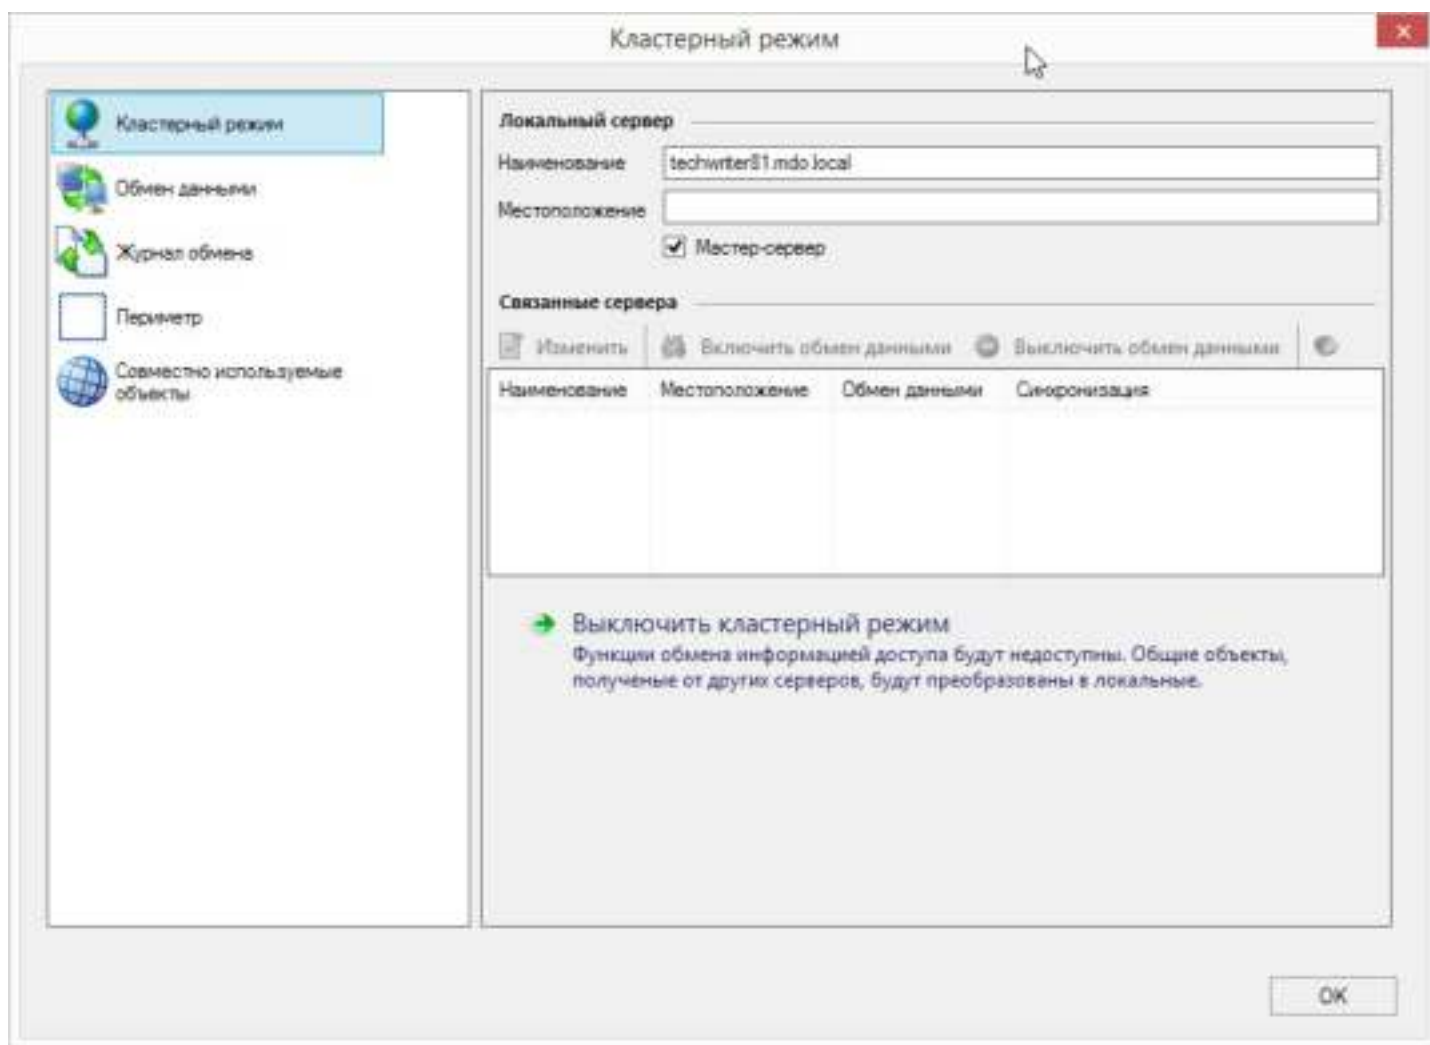 Кластерный режим
Кластерный режим
Обмен данными
Журнал обмена
Периметр
Совместно используемые
объекты
Локальный сервер
Наименование techwriter81.mdo.local
Местоположение
Мастер-сервер
Связанные сервера
Изменить Включить обмен данными Выключить обмен данными
Наименование Местоположение Обмен данными Синхронизация
Выключить кластерный режим
Функции обмена информацией доступа будут недоступны. Общие объекты,
полученые от других серверов, будут преобразованы в локальные.
OK